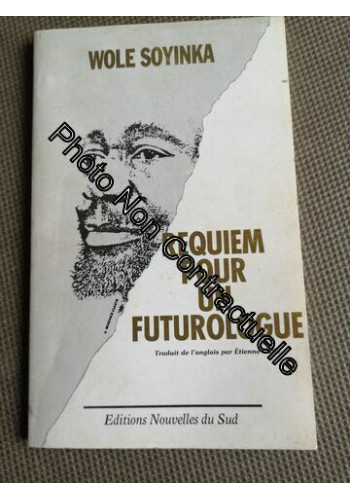 WOLE SOYINKA
REQUIEM
POUR
UN
FUTUROLOGUE
Traduit de l'anglais par Étienne
Editions Nouvelles du Sud
Photo Non Contractuelle